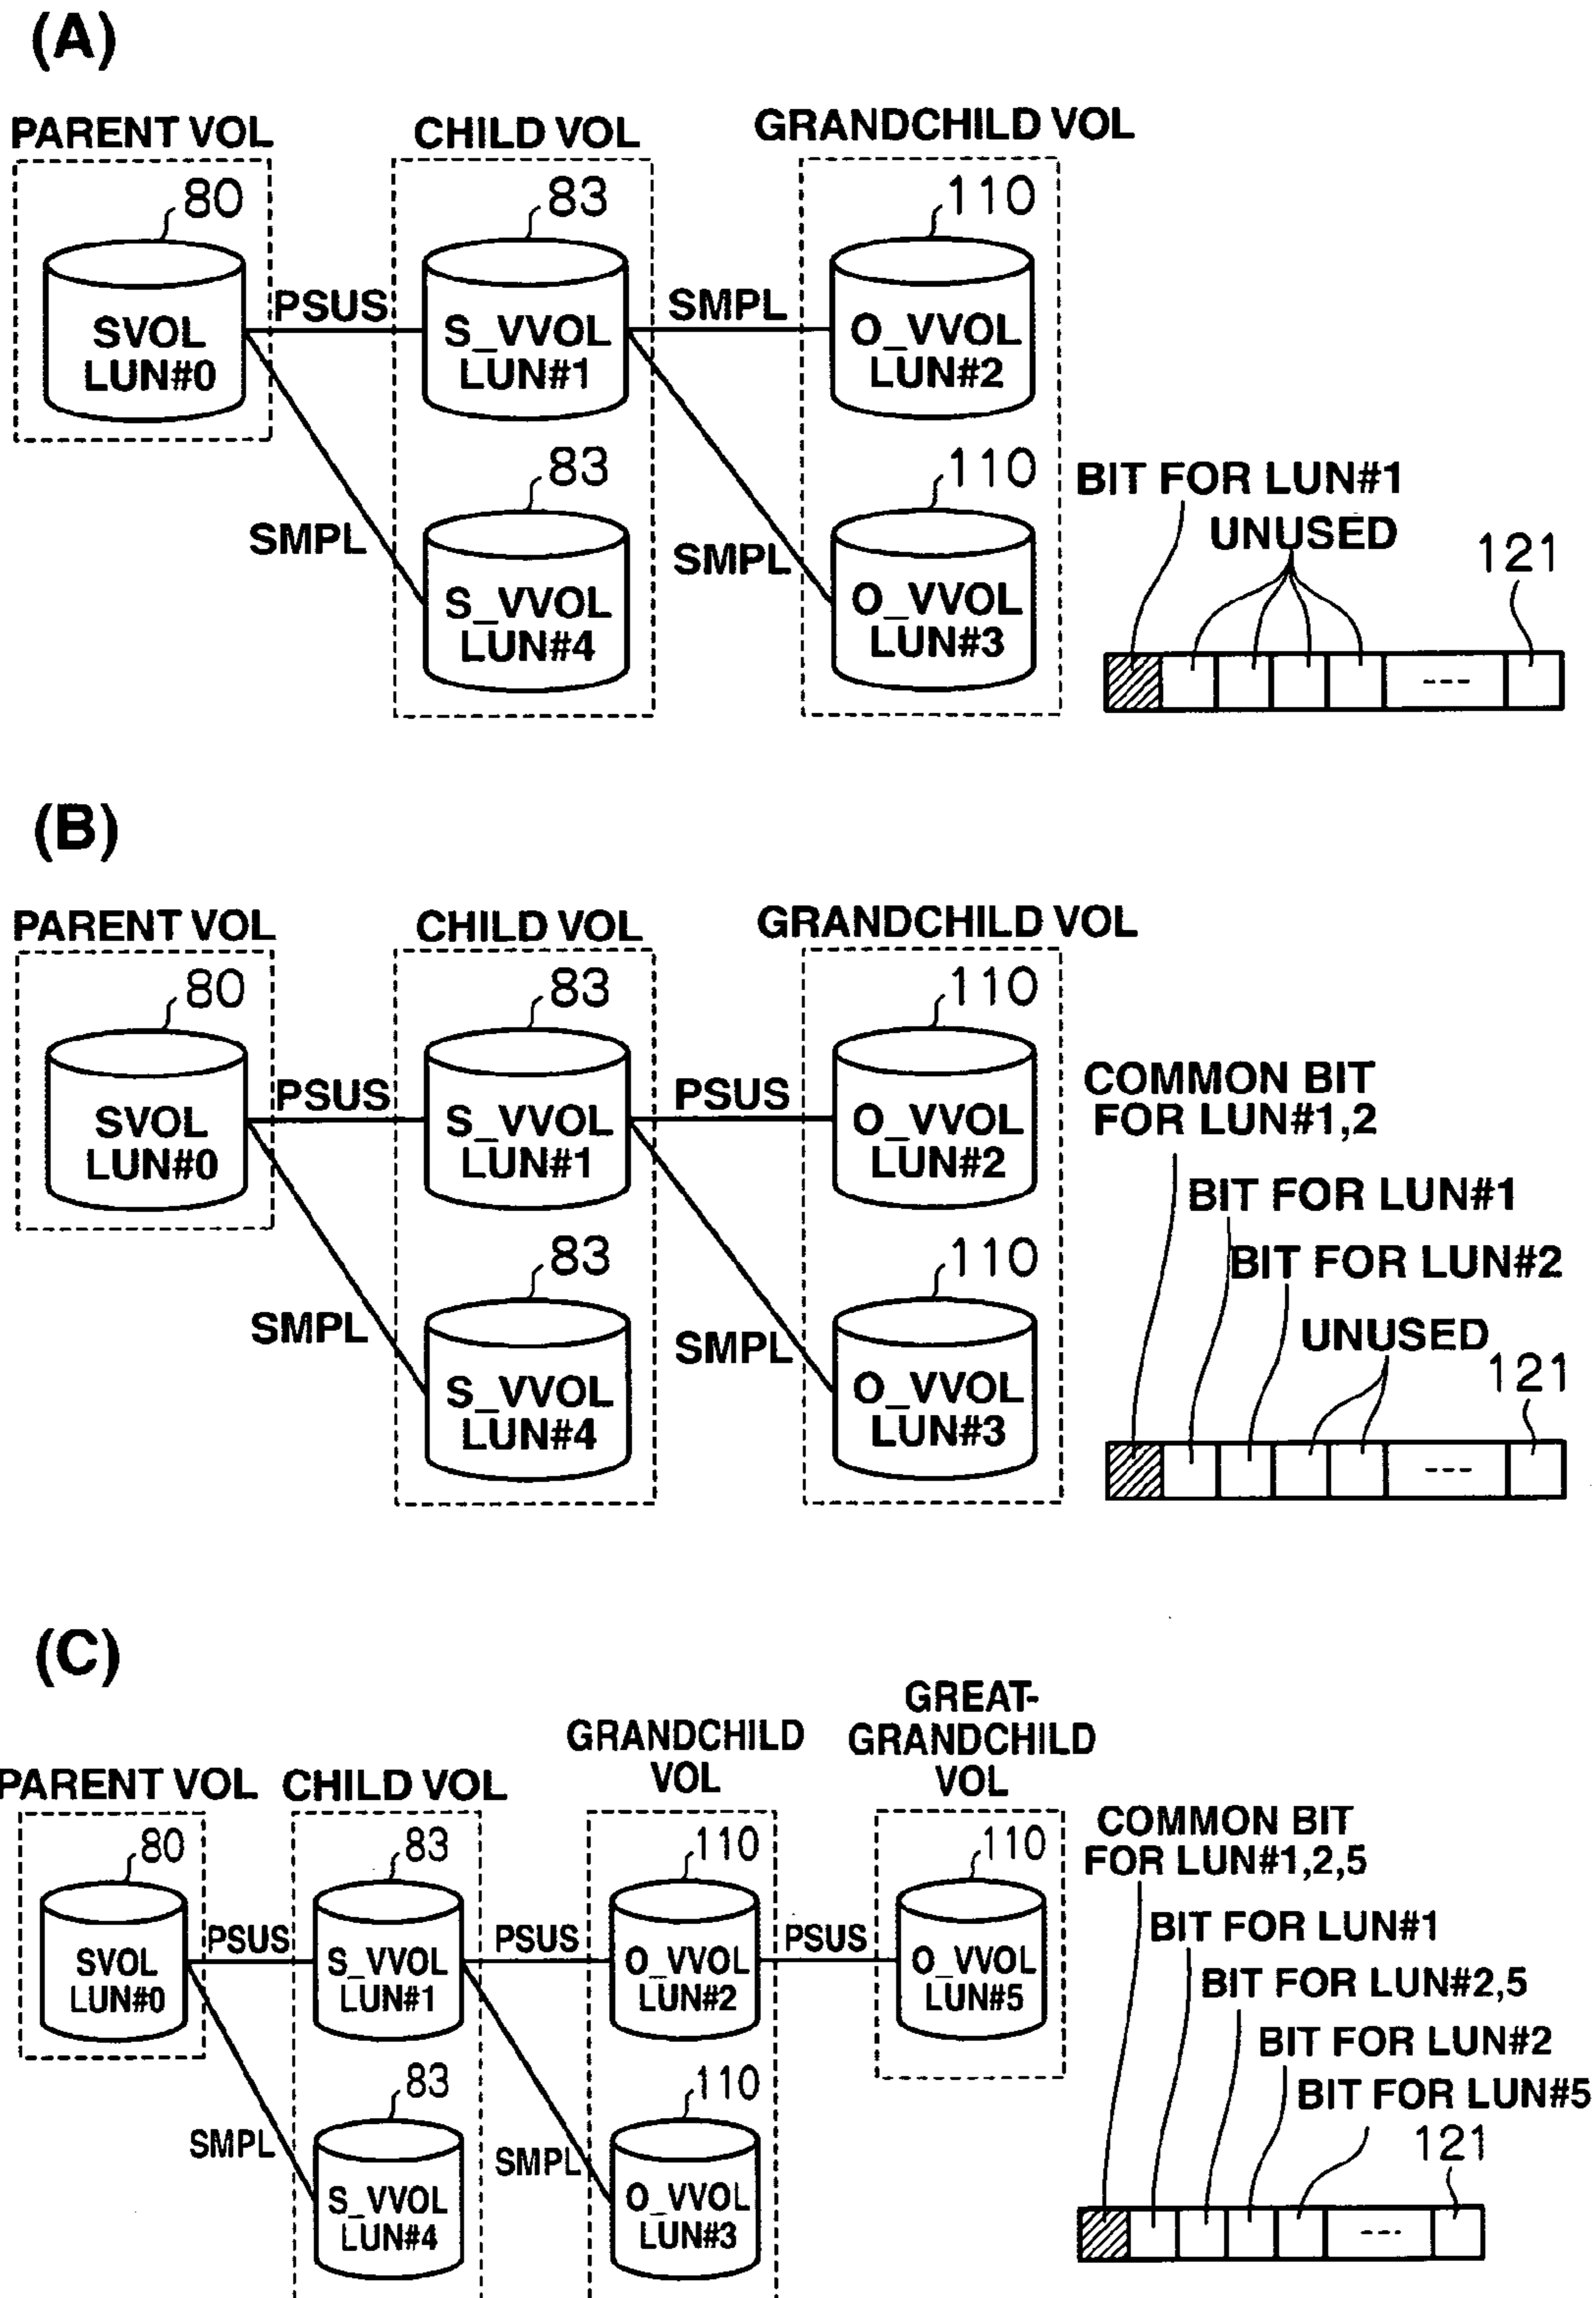 (A)
PARENT VOL
CHILD VOL
GRANDCHILD VOL
80
83
110
SVOL
LUN#0
PSUS
S_VVOL
LUN#1
SMPL
O_VVOL
LUN#2
83
110
SMPL
S_VVOL
LUN#4
SMPL
O_VVOL
LUN#3
BIT FOR LUN#1
UNUSED
121
----
(B)
PARENT VOL
CHILD VOL
GRANDCHILD VOL
80
83
110
SVOL
LUN#0
PSUS
S_VVOL
LUN#1
PSUS
O_VVOL
LUN#2
83
110
SMPL
S_VVOL
LUN#4
SMPL
O_VVOL
LUN#3
COMMON BIT
FOR LUN#1,2
BIT FOR LUN#1
BIT FOR LUN#2
UNUSED
121
----
(C)
PARENT VOL
CHILD VOL
GRANDCHILD
VOL
GREAT-
GRANDCHILD
VOL
80
83
110
110
SVOL
LUN#0
PSUS
S_VVOL
LUN#1
PSUS
O_VVOL
LUN#2
PSUS
O_VVOL
LUN#5
83
110
SMPL
S_VVOL
LUN#4
SMPL
O_VVOL
LUN#3
COMMON BIT
FOR LUN#1,2,5
BIT FOR LUN#1
BIT FOR LUN#2,5
BIT FOR LUN#2
BIT FOR LUN#5
121
----